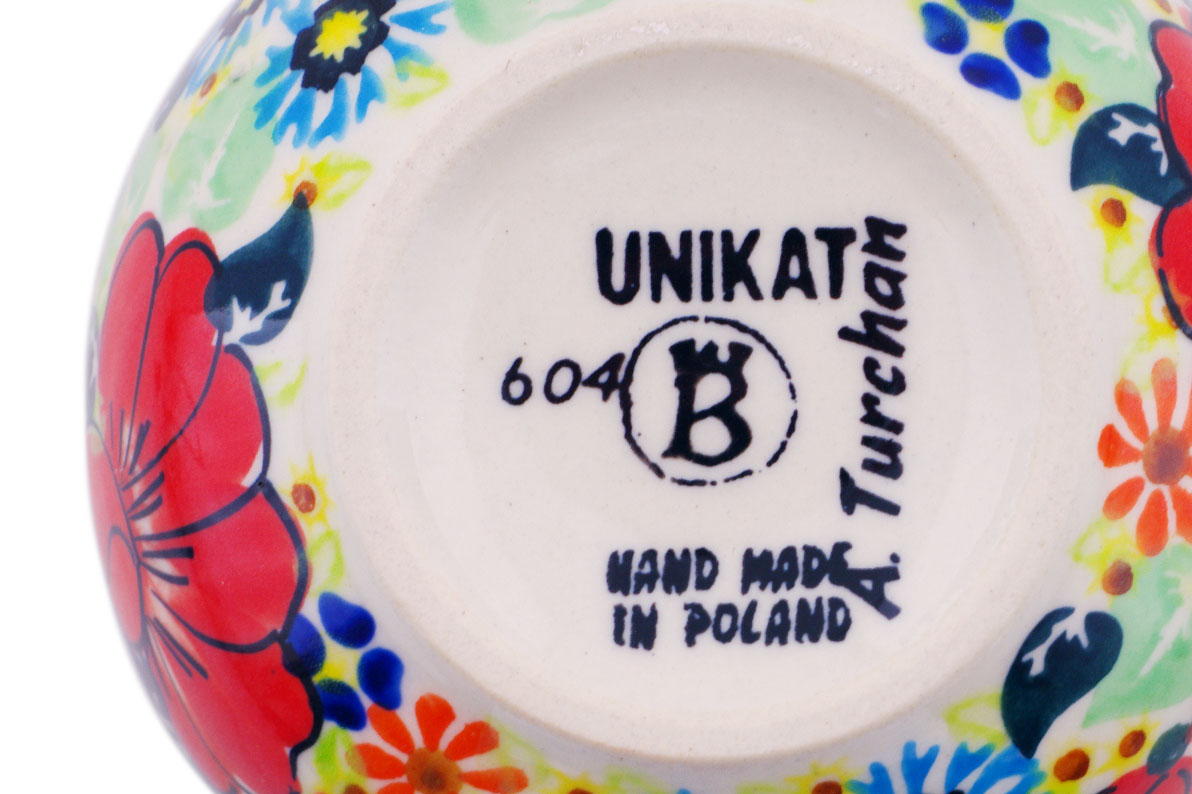 UNIKAT
604 B
HAND MADE
IN POLAND
A. Turchan